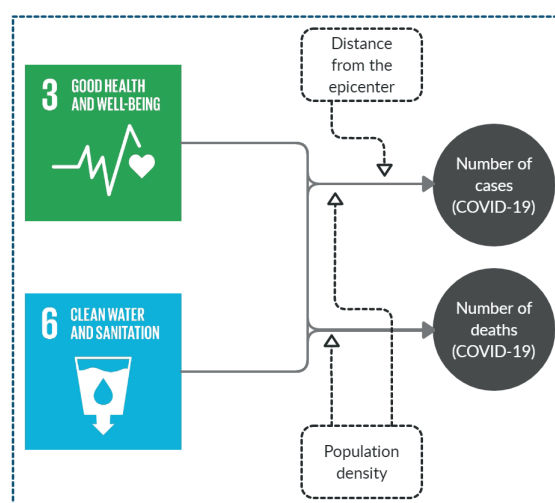 3 GOOD HEALTH
AND WELL-BEING
Distance
from the
epicenter
Number of
cases
(COVID-19)
6 CLEAN WATER
AND SANITATION
Number of
deaths
(COVID-19)
Population
density